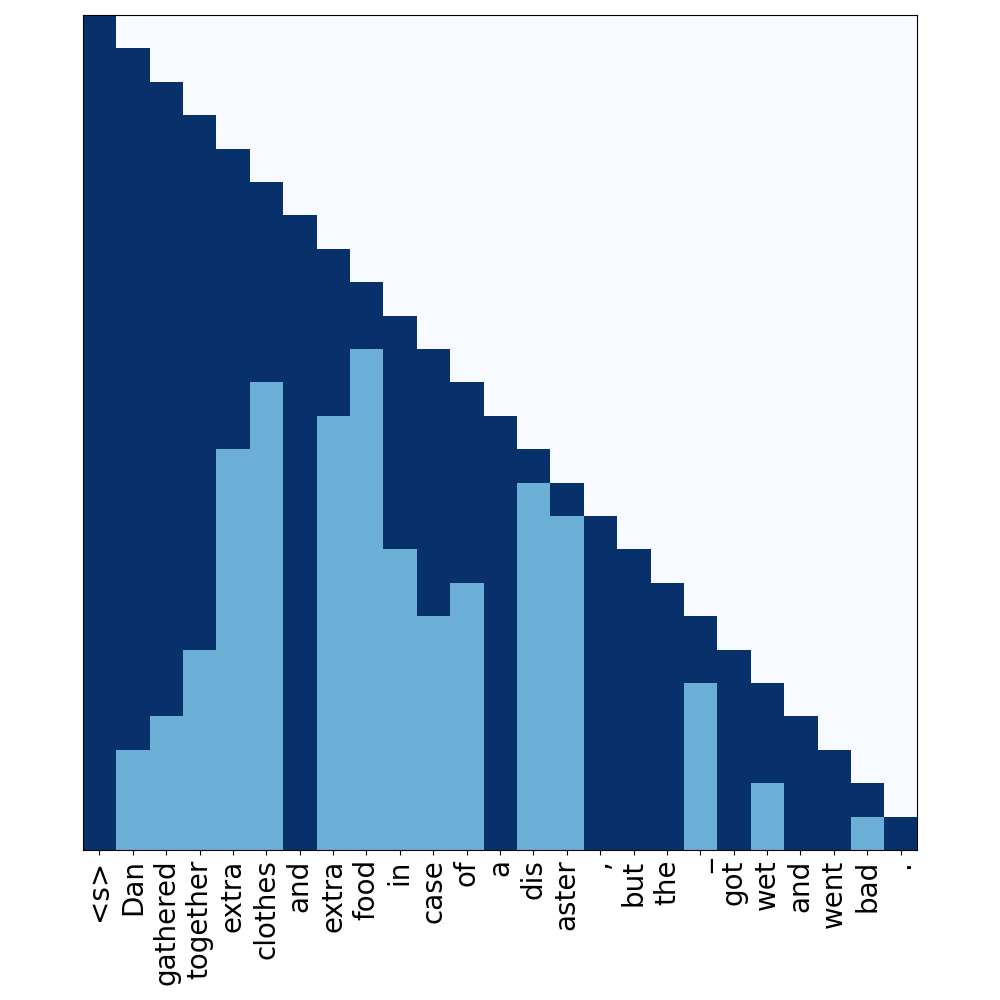 <s>
Dan
gathered
together
extra
clothes
and
extra
food
in
case
of
a
dis
aster
,
but
the
_
got
wet
and
went
bad
.